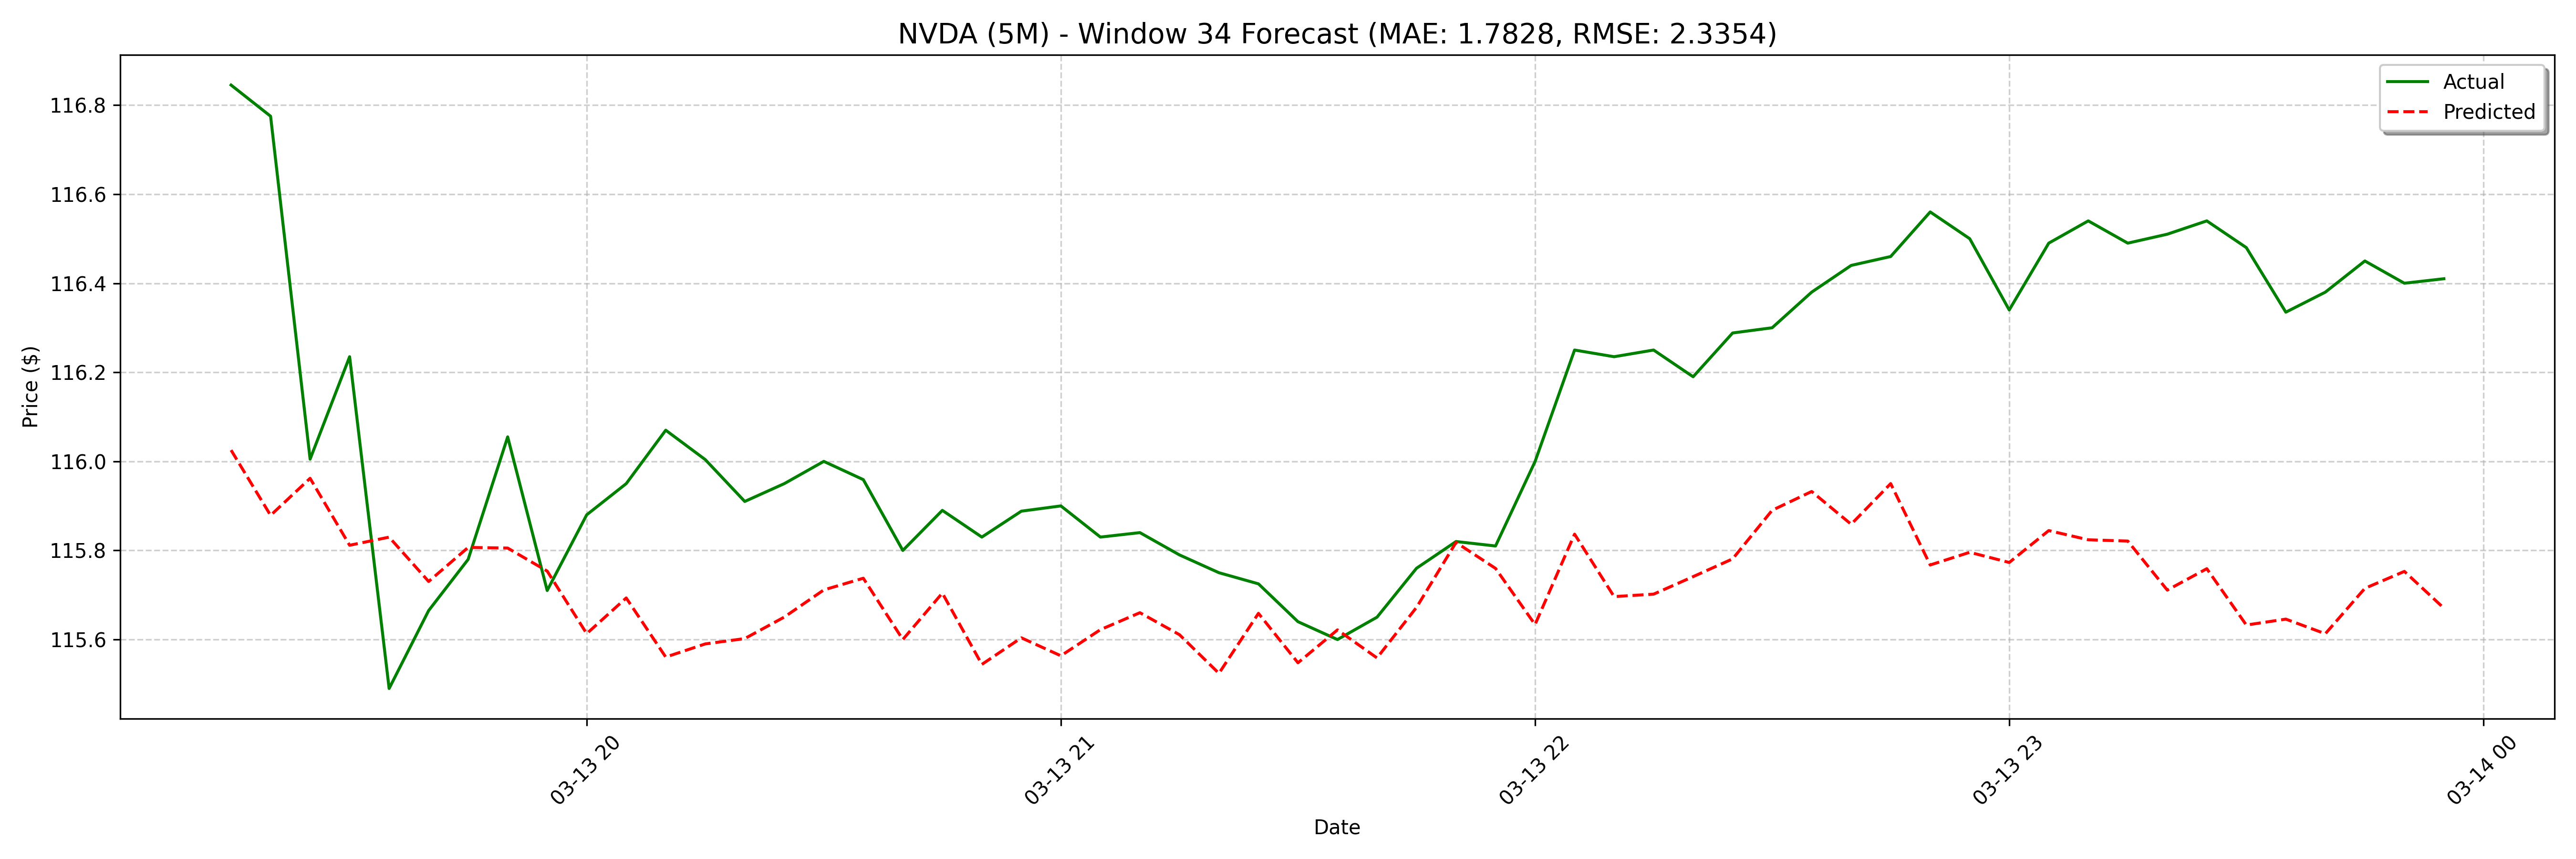 NVDA (5M) - Window 34 Forecast (MAE: 1.7828, RMSE: 2.3354)
Actual
Predicted
Price ($)
116.8
116.6
116.4
116.2
116.0
115.8
115.6
03-13 20
03-13 21
03-13 22
03-13 23
03-14 00
Date